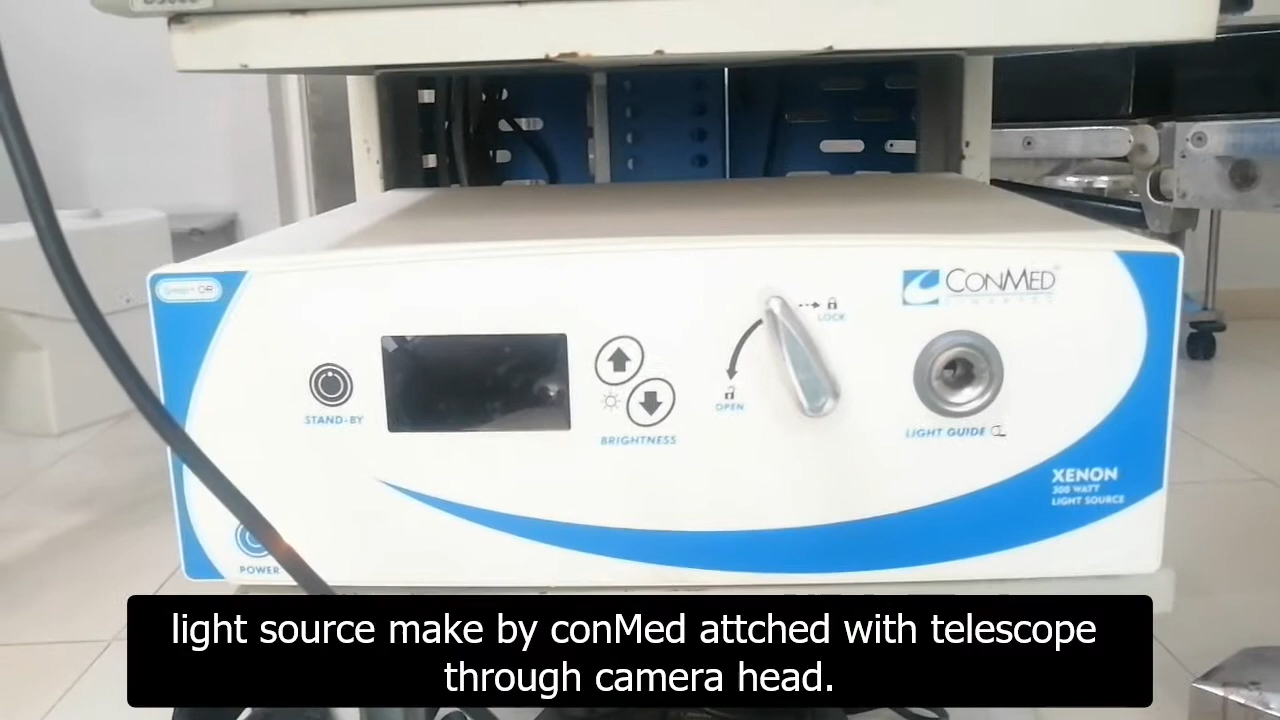 OR
CONMED
LOCK
OPEN
STAND-BY
BRIGHTNESS
LIGHT GUIDE
XENON
300 WATT
LIGHT SOURCE
POWER
light source make by conMed attched with telescope
through camera head.